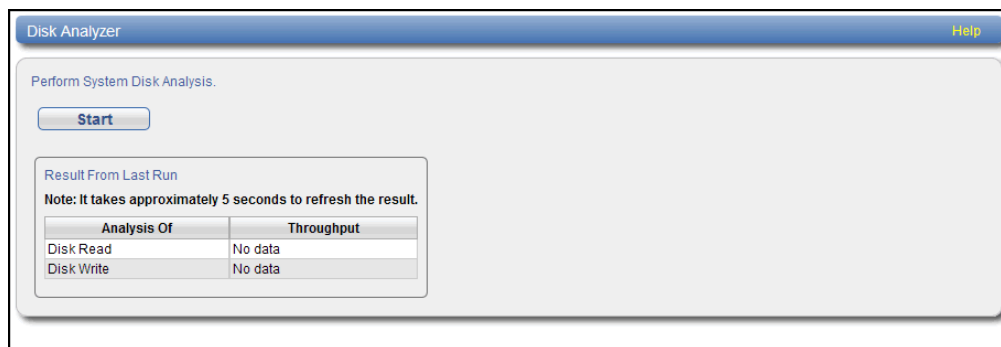 Disk Analyzer Help
Perform System Disk Analysis.
Start
Result From Last Run
Note: It takes approximately 5 seconds to refresh the result.
Analysis Of Throughput
Disk Read No data
Disk Write No data